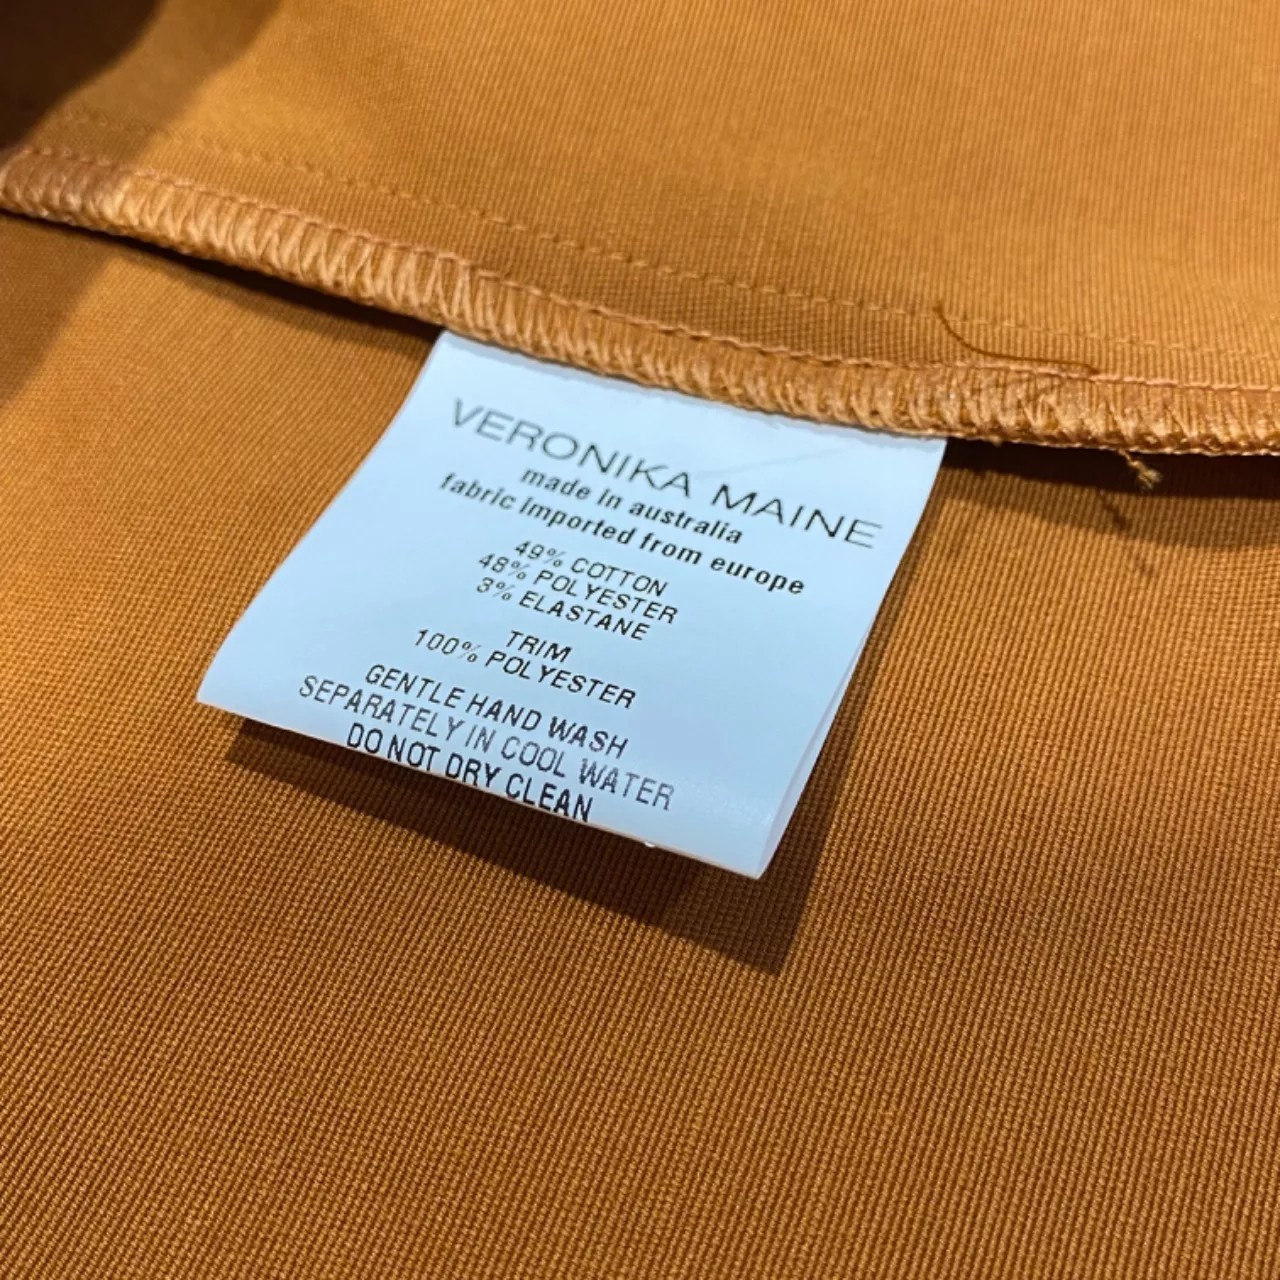 VERONIKA MAINE
made in australia
fabric imported from europe
49% COTTON
48% POLYESTER
3% ELASTANE
TRIM
100% POLYESTER
GENTLE HAND WASH
SEPARATELY IN COOL WATER
DO NOT DRY CLEAN